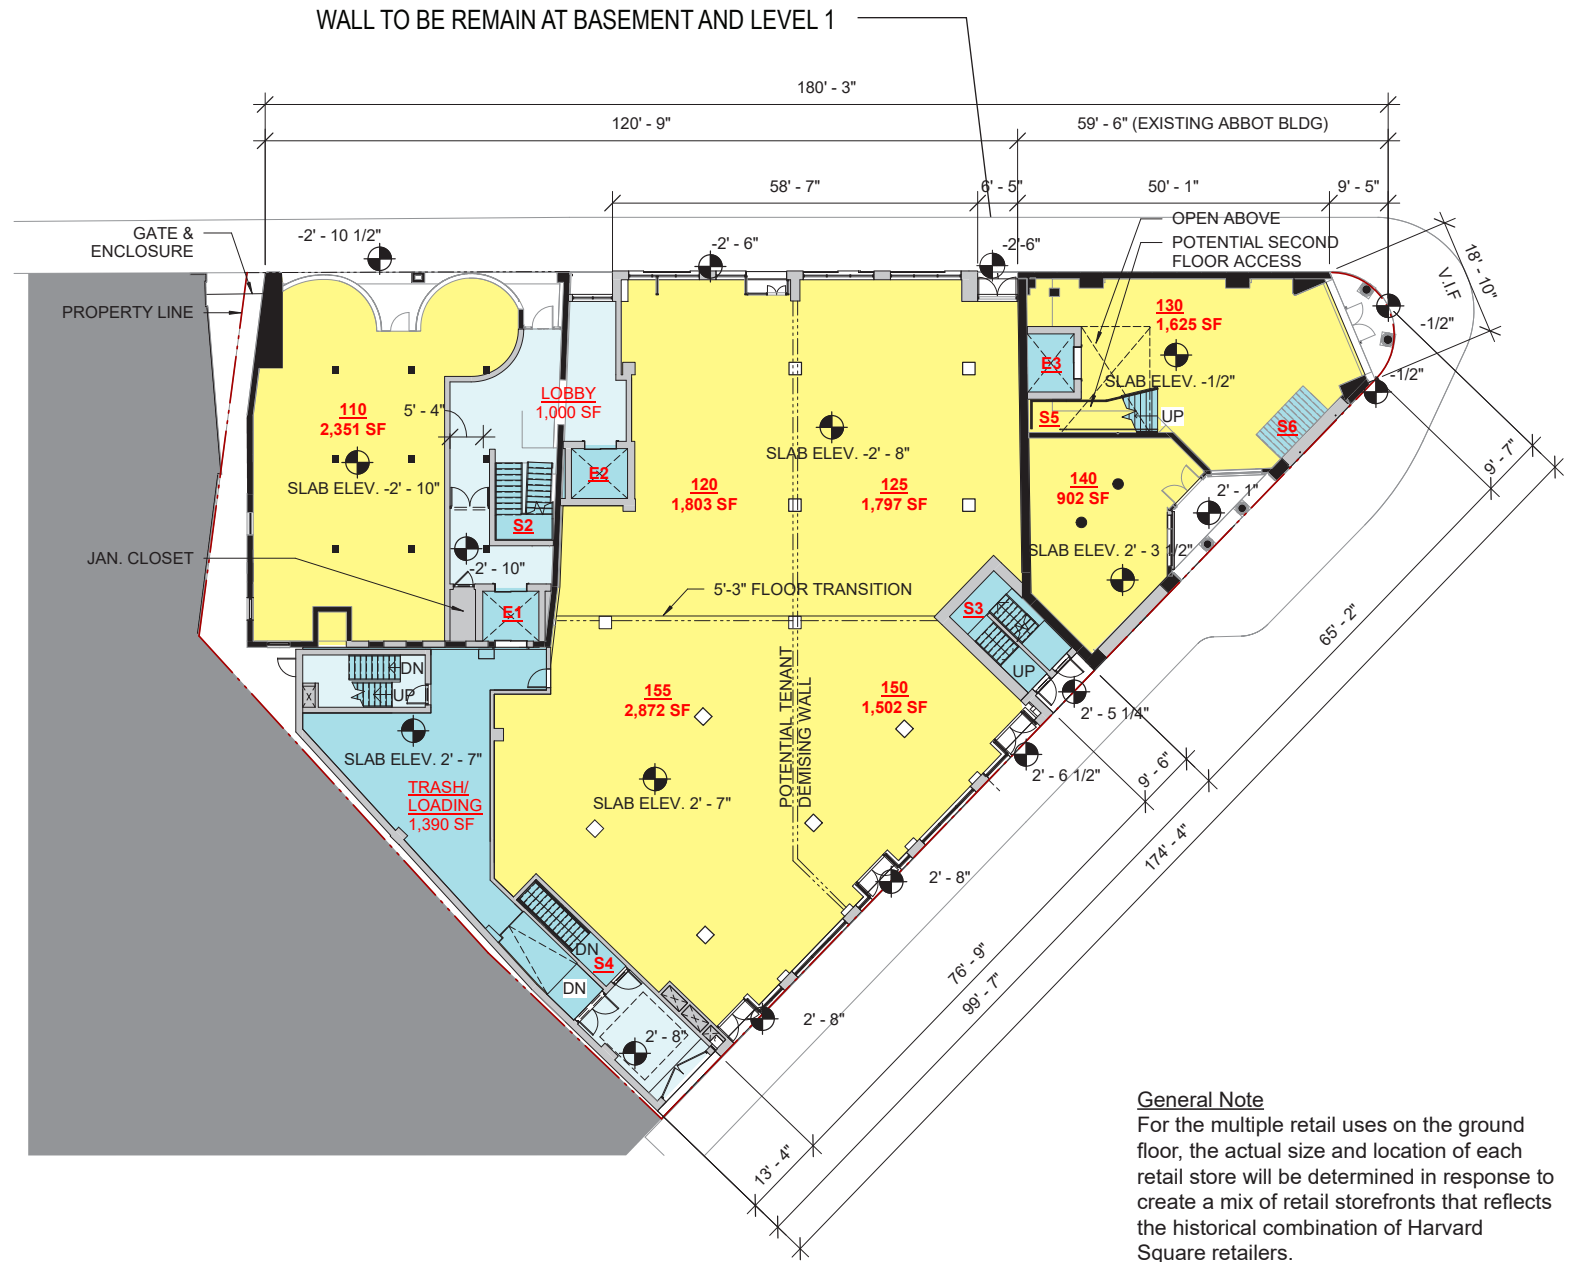 WALL TO BE REMAIN AT BASEMENT AND LEVEL 1
180' - 3"
120' - 9"
59' - 6" (EXISTING ABBOT BLDG)
58' - 7"
6' - 5"
50' - 1"
9' - 5"
GATE &
ENCLOSURE
-2' - 10 1/2"
-2' - 6"
-2'-6"
OPEN ABOVE
POTENTIAL SECOND
FLOOR ACCESS
18' - 10"
V.I.F
PROPERTY LINE
130
1,625 SF
-1/2"
E3
SLAB ELEV. -1/2"
-1/2"
LOBBY
1,000 SF
5' - 4"
110
2,351 SF
S5
UP
S6
SLAB ELEV. -2' - 8"
9' - 7"
E2
SLAB ELEV. -2' - 10"
120
1,803 SF
125
1,797 SF
140
902 SF
2' - 1"
S2
JAN. CLOSET
-2' - 10"
SLAB ELEV. 2' - 3 1/2"
5'-3" FLOOR TRANSITION
E1
S3
65' - 2"
DN
UP
UP
155
2,872 SF
150
1,502 SF
POTENTIAL TENANT
DEMISING WALL
2' - 5 1/4"
SLAB ELEV. 2' - 7"
2' - 6 1/2"
9' - 6"
TRASH/
LOADING
1,390 SF
SLAB ELEV. 2' - 7"
174' - 4"
2' - 8"
DN
S4
DN
76' - 9"
99' - 7"
2' - 8"
2' - 8"
13' - 4"
General Note
For the multiple retail uses on the ground
floor, the actual size and location of each
retail store will be determined in response to
create a mix of retail storefronts that reflects
the historical combination of Harvard
Square retailers.